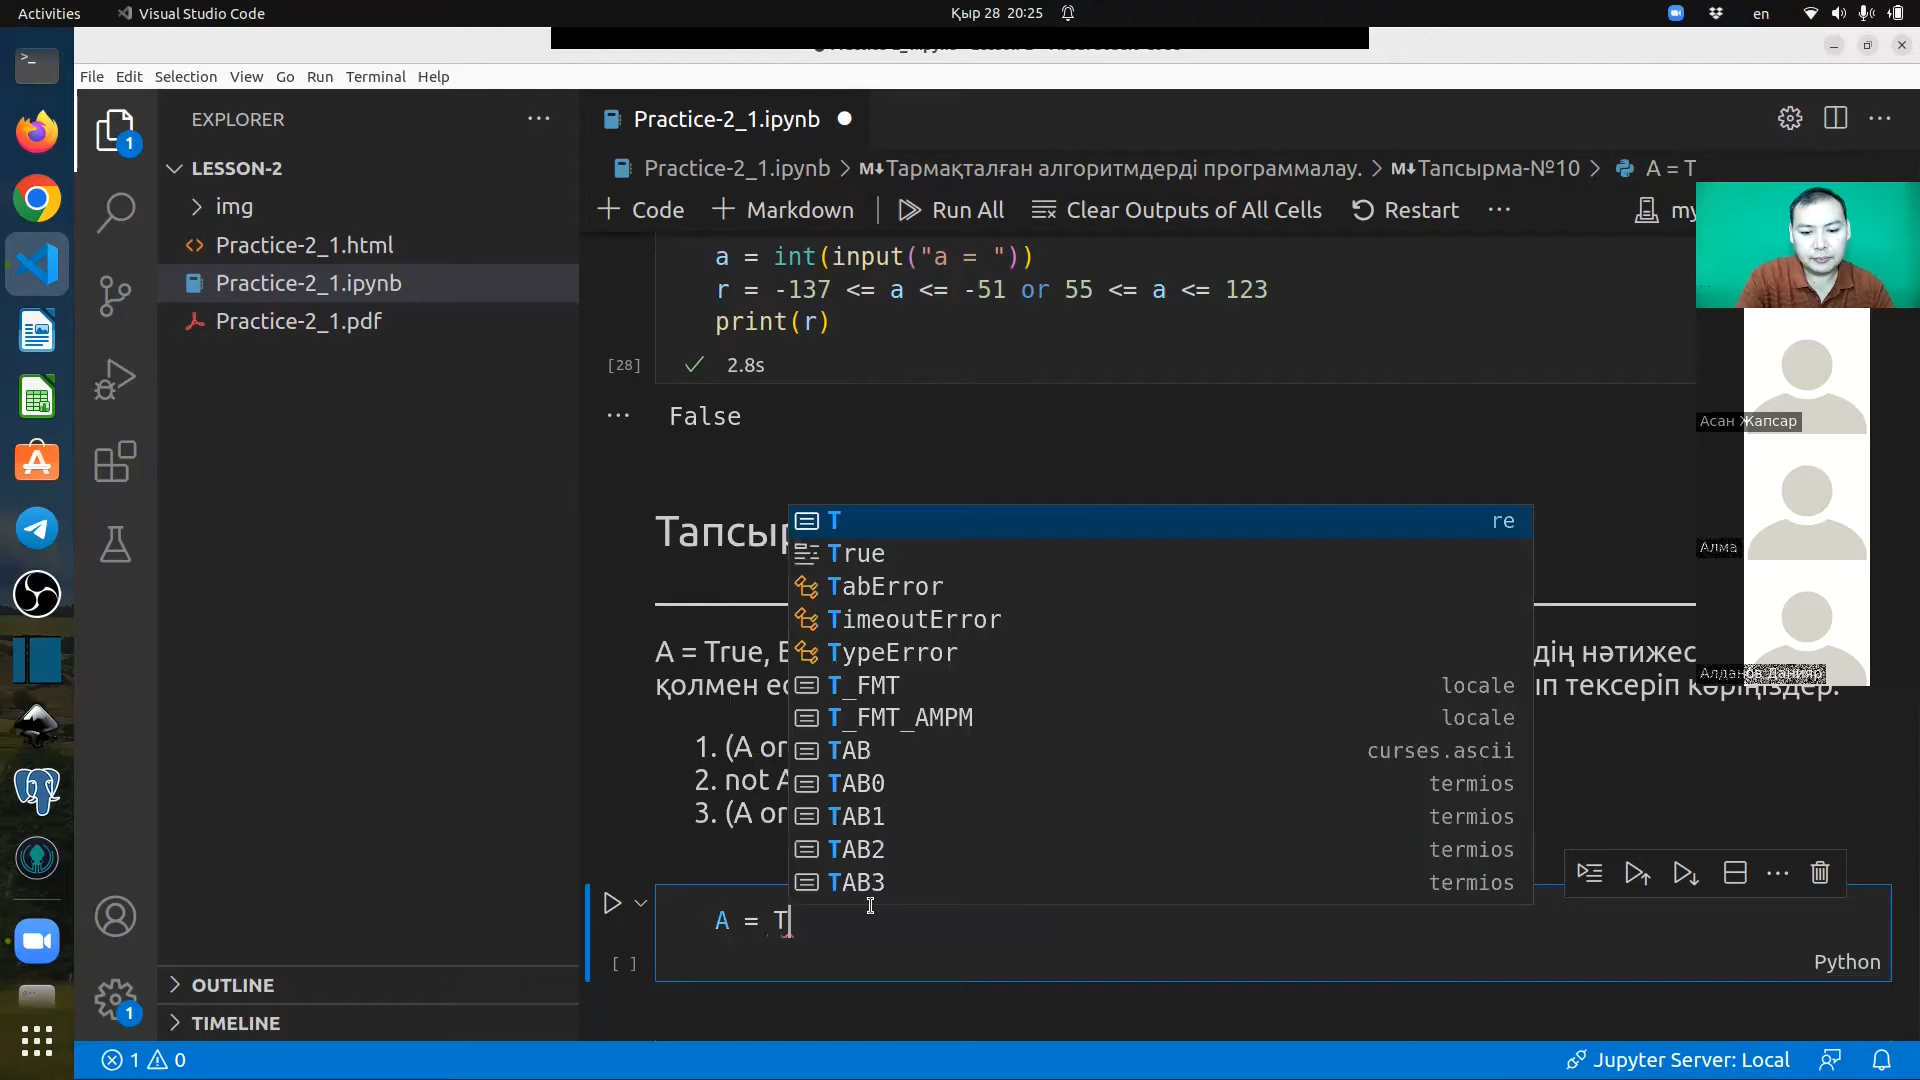 Activities
Visual Studio Code
Қыр 28 20:25
en
File Edit Selection View Go Run Terminal Help
EXPLORER
LESSON-2
img
Practice-2_1.html
Practice-2_1.ipynb
Practice-2_1.pdf
OUTLINE
TIMELINE
1
1
Practice-2_1.ipynb
Practice-2_1.ipynb > M↓Тармақталған алгоритмдерді программалау. > M↓Тапсырма-№10 > A = T
+ Code + Markdown Run All Clear Outputs of All Cells Restart ... my
a = int(input("a = "))
r = -137 <= a <= -51 or 55 <= a <= 123
print(r)
[28] 2.8s
False
Тапсыр
T re
True
TabError
TimeoutError
TypeError
T_FMT locale
T_FMT_AMPM locale
TAB curses.ascii
TAB0 termios
TAB1 termios
TAB2 termios
TAB3 termios
A = True, дің нәтижес
қолмен іп тексеріп көріңіздер.
1. (A or
2. not A
3. (A or
A = T
[ ]
Python
Асан Жапсар
Алма
Алданов Данияр
1 0
Jupyter Server: Local